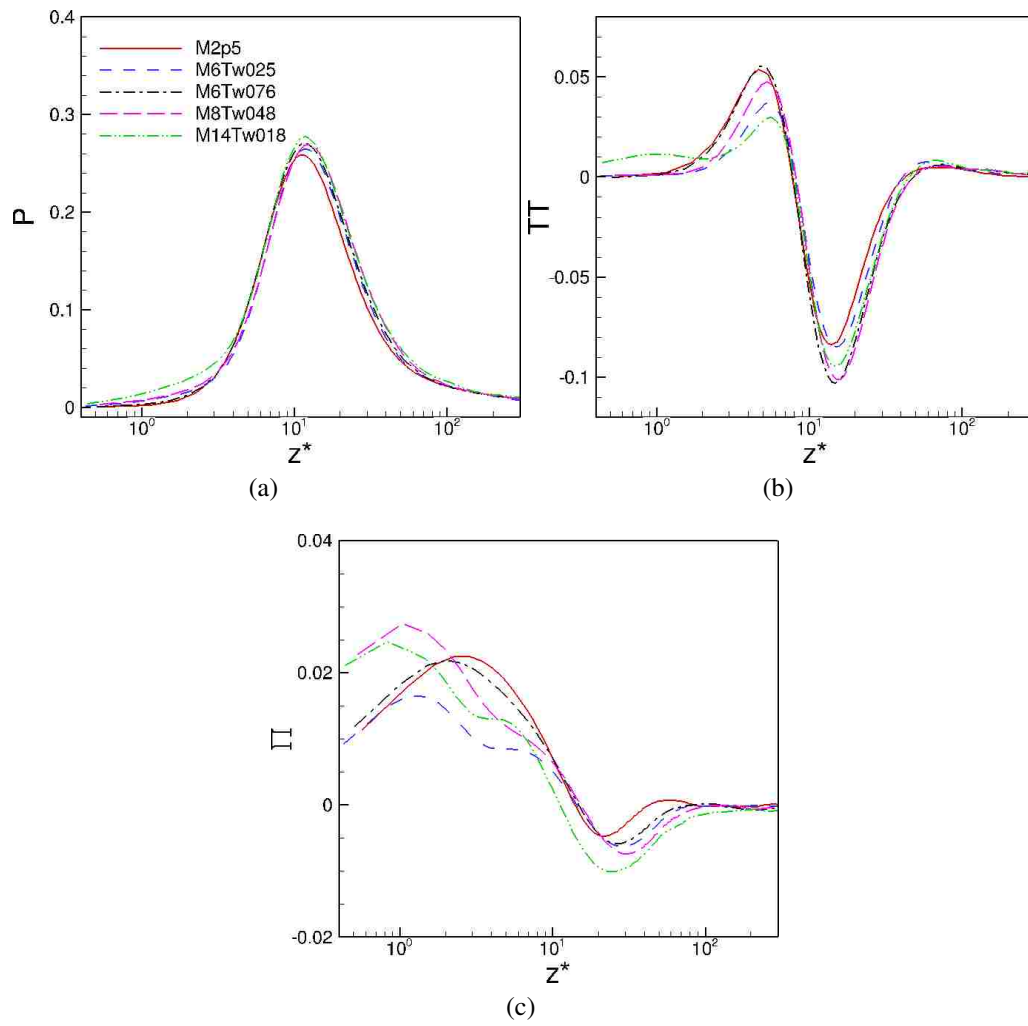 0.4
M2p5
M6Tw025
M6Tw076
M8Tw048
M14Tw018
0.3
P
0.2
0.1
0
10⁰ 10¹ 10²
z*
(a)
0.05
0
TT
-0.05
-0.1
10⁰ 10¹ 10²
z*
(b)
0.04
0.02
Π
0
-0.02
10⁰ 10¹ 10²
z*
(c)